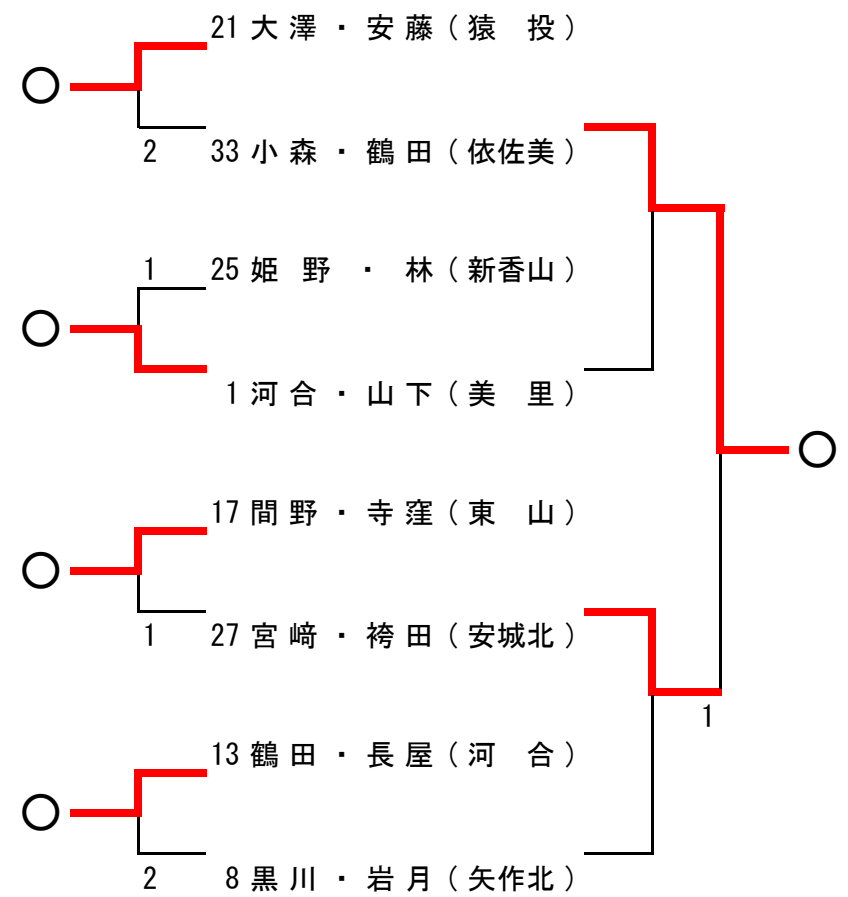 21 大澤・安藤(猿 投)
2 33 小森・鶴田(依佐美)
1 25 姫野・林(新香山)
1 河合・山下(美 里)
17 間野・寺窪(東 山)
1 27 宮﨑・袴田(安城北)
1
13 鶴田・長屋(河 合)
2 8 黒川・岩月(矢作北)